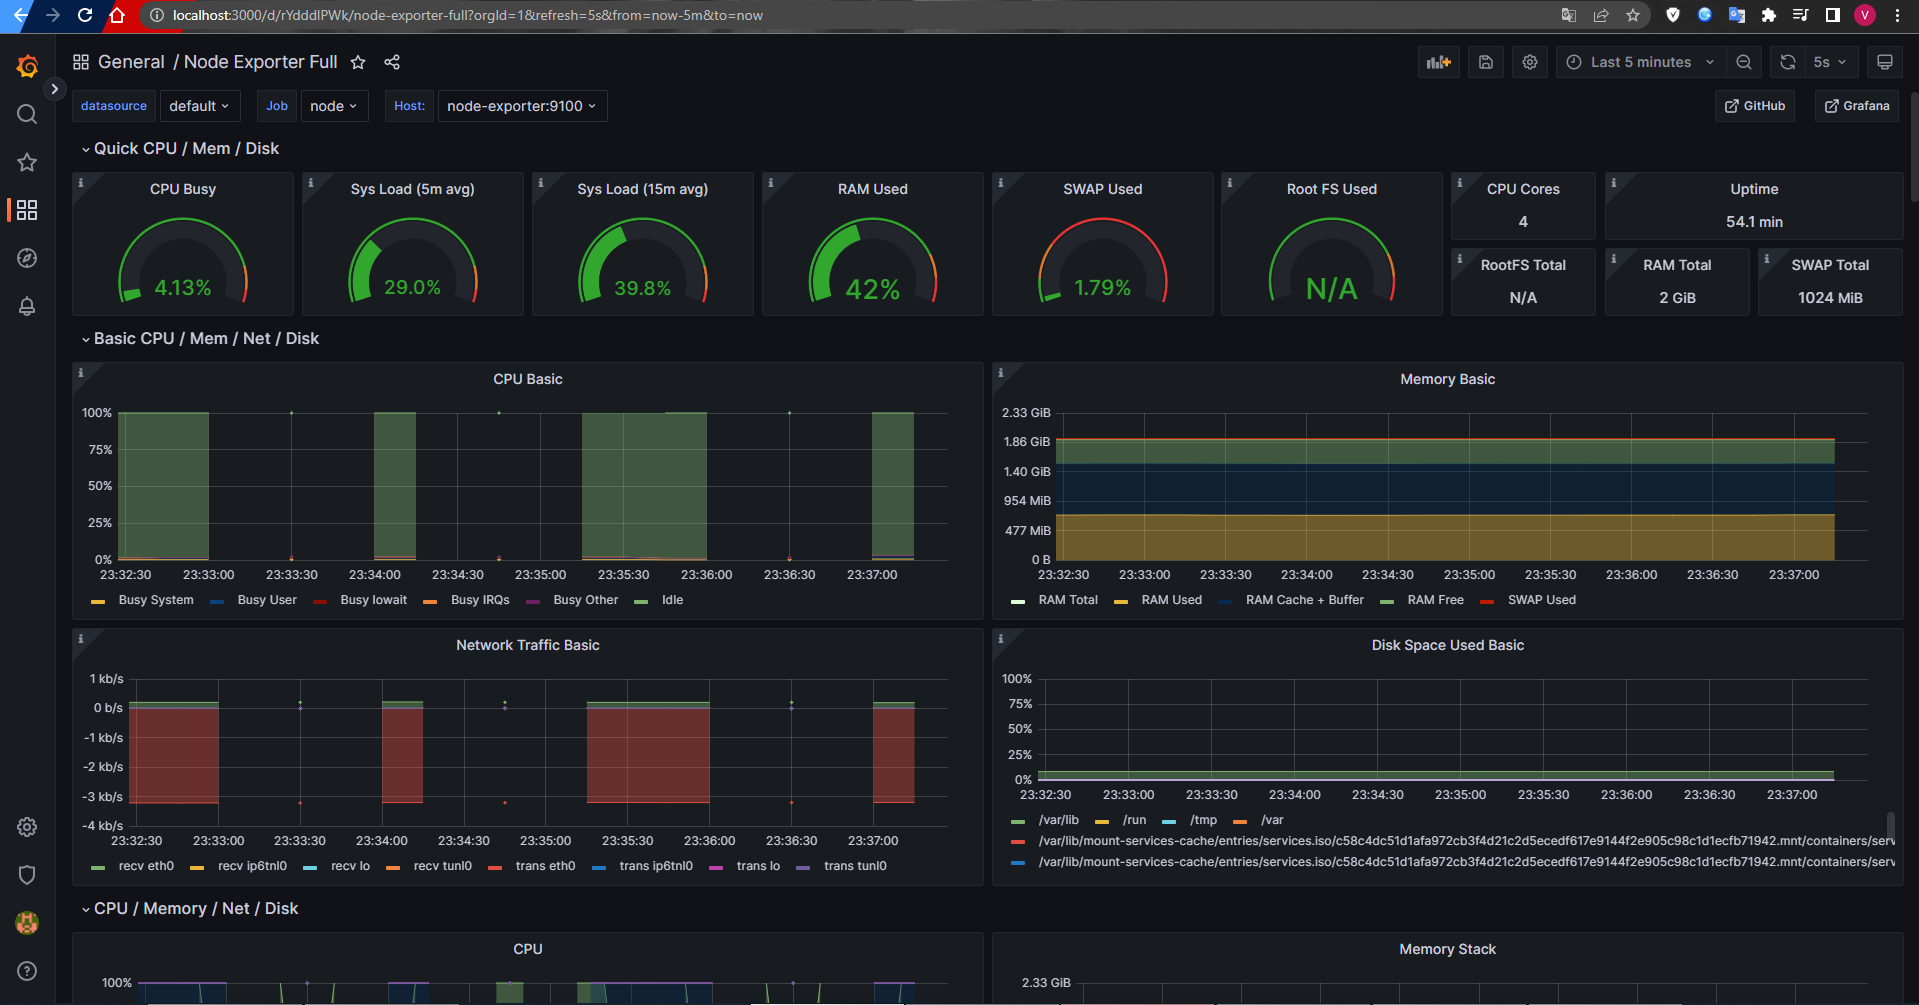 localhost:3000/d/rYdddlPWk/node-exporter-full?orgId=1&refresh=5s&from=now-5m&to=now
V
General / Node Exporter Full
Last 5 minutes
5s
datasource default Job node Host: node-exporter:9100
GitHub Grafana
Quick CPU / Mem / Disk
CPU Busy
4.13%
Sys Load (5m avg)
29.0%
Sys Load (15m avg)
39.8%
RAM Used
42%
SWAP Used
1.79%
Root FS Used
N/A
CPU Cores
4
Uptime
54.1 min
RootFS Total
N/A
RAM Total
2 GiB
SWAP Total
1024 MiB
Basic CPU / Mem / Net / Disk
CPU Basic
100%
75%
50%
25%
0%
23:32:30 23:33:00 23:33:30 23:34:00 23:34:30 23:35:00 23:35:30 23:36:00 23:36:30 23:37:00
Busy System Busy User Busy Iowait Busy IRQs Busy Other Idle
Memory Basic
2.33 GiB
1.86 GiB
1.40 GiB
954 MiB
477 MiB
0 B
23:32:30 23:33:00 23:33:30 23:34:00 23:34:30 23:35:00 23:35:30 23:36:00 23:36:30 23:37:00
RAM Total RAM Used RAM Cache + Buffer RAM Free SWAP Used
Network Traffic Basic
1 kb/s
0 b/s
-1 kb/s
-2 kb/s
-3 kb/s
-4 kb/s
23:32:30 23:33:00 23:33:30 23:34:00 23:34:30 23:35:00 23:35:30 23:36:00 23:36:30 23:37:00
recv eth0 recv ip6tnl0 recv lo recv tunl0 trans eth0 trans ip6tnl0 trans lo trans tunl0
Disk Space Used Basic
100%
75%
50%
25%
0%
23:32:30 23:33:00 23:33:30 23:34:00 23:34:30 23:35:00 23:35:30 23:36:00 23:36:30 23:37:00
/var/lib /run /tmp /var
/var/lib/mount-services-cache/entries/services.iso/c58c4dc51d1afa972cb3f4d21c2d5ecedf617e9144f2e905c98c1d1ecfb71942.mnt/containers/serv
/var/lib/mount-services-cache/entries/services.iso/c58c4dc51d1afa972cb3f4d21c2d5ecedf617e9144f2e905c98c1d1ecfb71942.mnt/containers/serv
CPU / Memory / Net / Disk
CPU
100%
Memory Stack
2.33 GiB